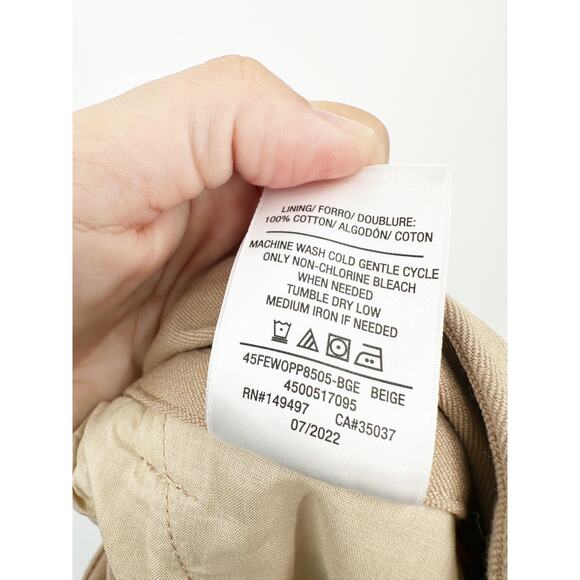 LINING/ FORRO/ DOUBLURE:
100% COTTON/ ALGODÓN/ COTON
MACHINE WASH COLD GENTLE CYCLE
ONLY NON-CHLORINE BLEACH
WHEN NEEDED
TUMBLE DRY LOW
MEDIUM IRON IF NEEDED
45FEWOPP8505-BGE BEIGE
4500517095
RN#149497 CA#35037
07/2022